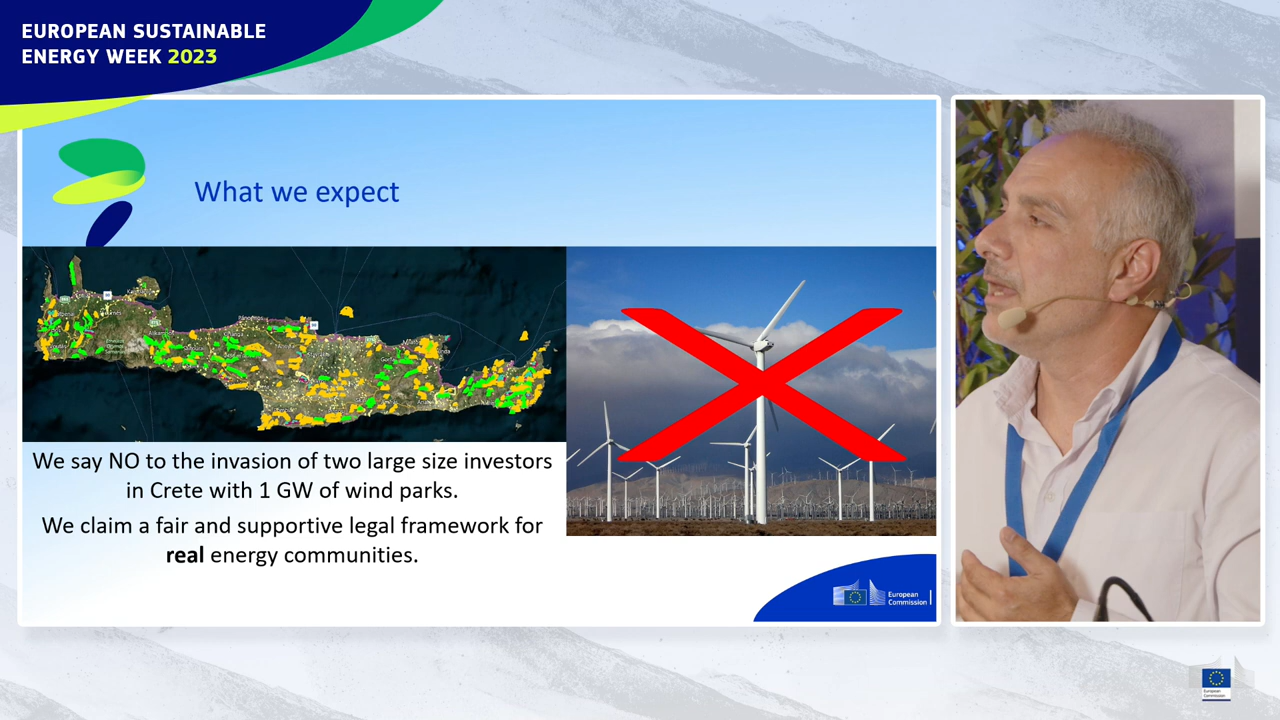 EUROPEAN SUSTAINABLE
ENERGY WEEK 2023
What we expect
We say NO to the invasion of two large size investors
in Crete with 1 GW of wind parks.
We claim a fair and supportive legal framework for
real energy communities.
European
Commission
European
Commission